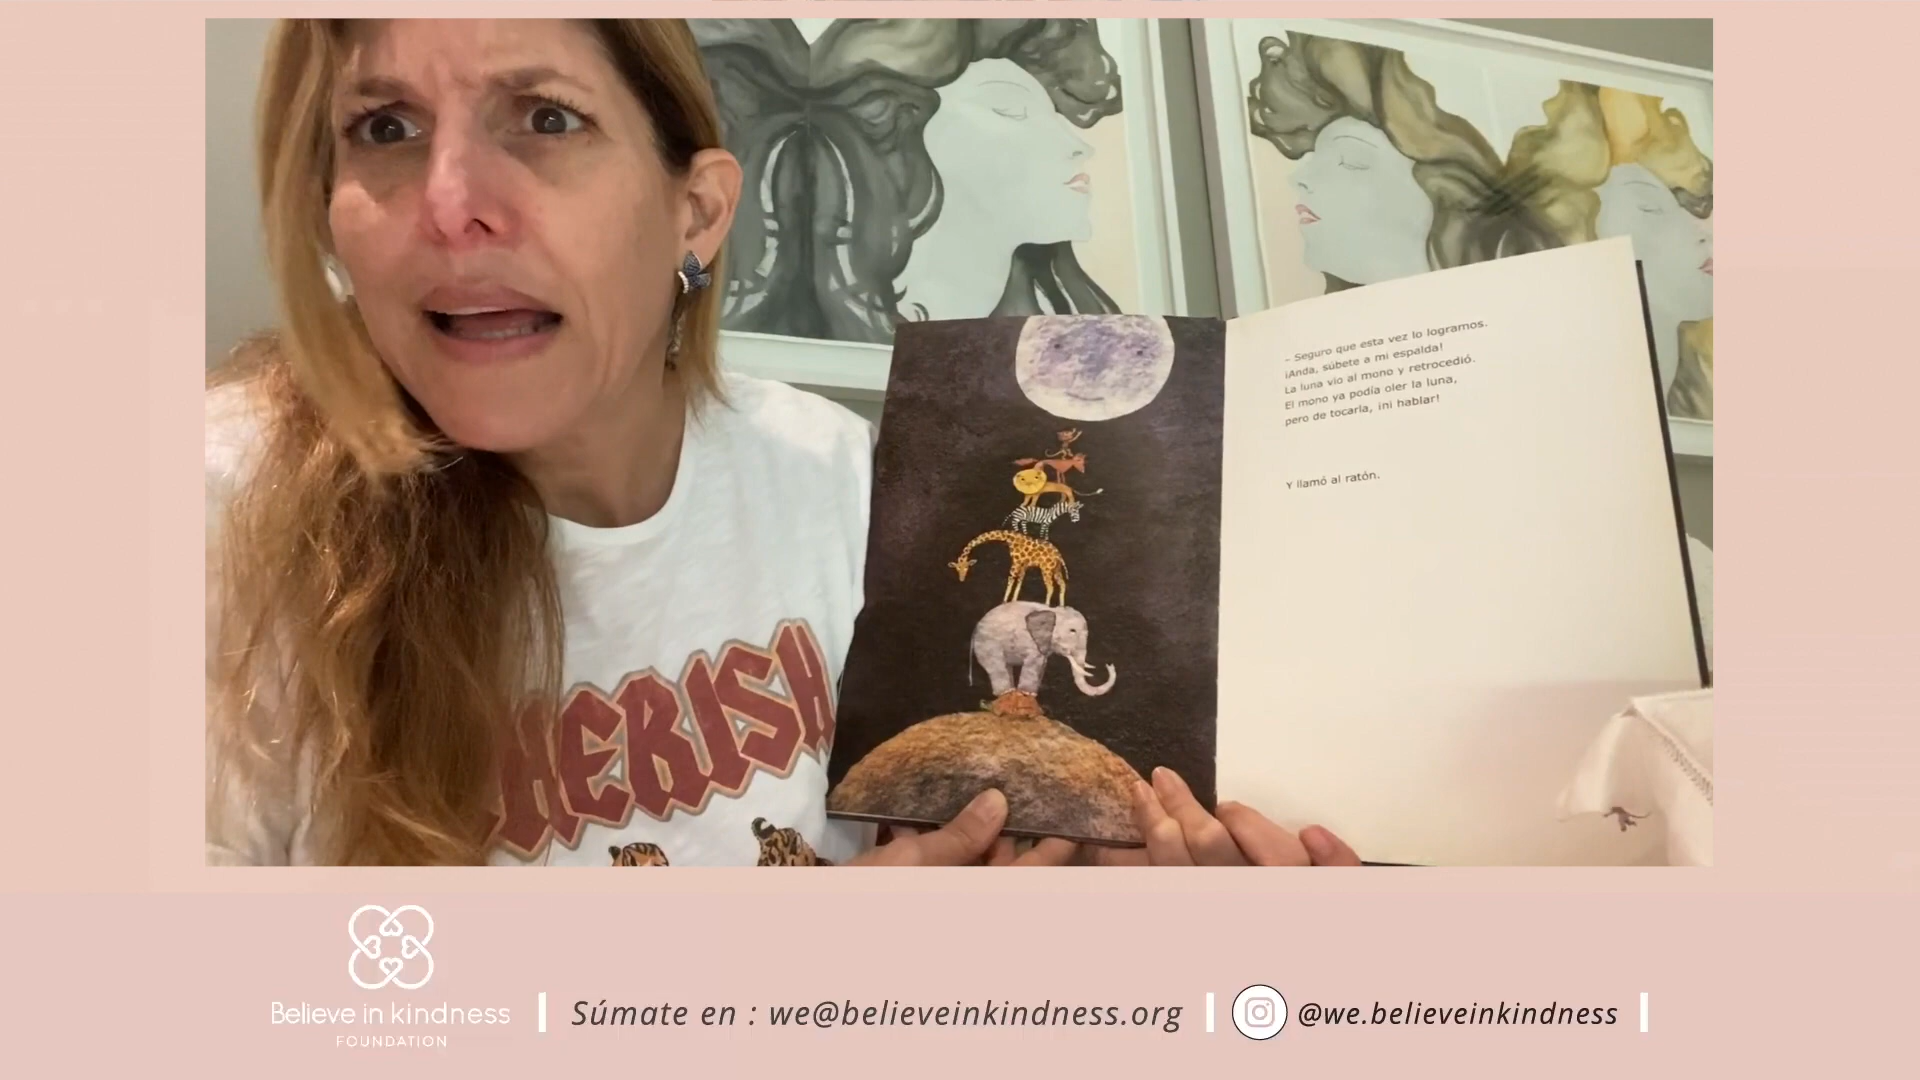 CHERISH
– Seguro que esta vez lo logramos.
¡Anda, súbete a mi espalda!
La luna vio al mono y retrocedió.
El mono ya podía oler la luna,
pero de tocarla, ¡ni hablar!
Y llamó al ratón.
Believe in kindness
FOUNDATION
Súmate en : we@believeinkindness.org
@we.believeinkindness